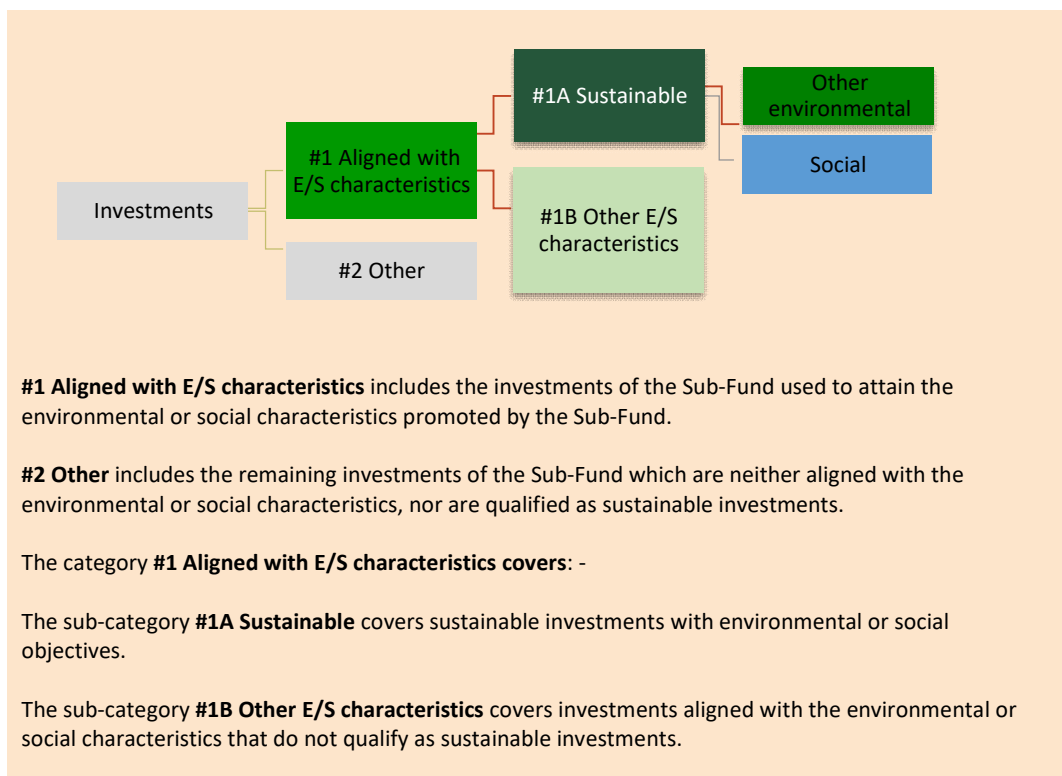 #1A Sustainable
Other
environmental
#1 Aligned with
E/S characteristics
Social
Investments
#1B Other E/S
characteristics
#2 Other
#1 Aligned with E/S characteristics includes the investments of the Sub-Fund used to attain the
environmental or social characteristics promoted by the Sub-Fund.
#2 Other includes the remaining investments of the Sub-Fund which are neither aligned with the
environmental or social characteristics, nor are qualified as sustainable investments.
The category #1 Aligned with E/S characteristics covers: -
The sub-category #1A Sustainable covers sustainable investments with environmental or social
objectives.
The sub-category #1B Other E/S characteristics covers investments aligned with the environmental or
social characteristics that do not qualify as sustainable investments.